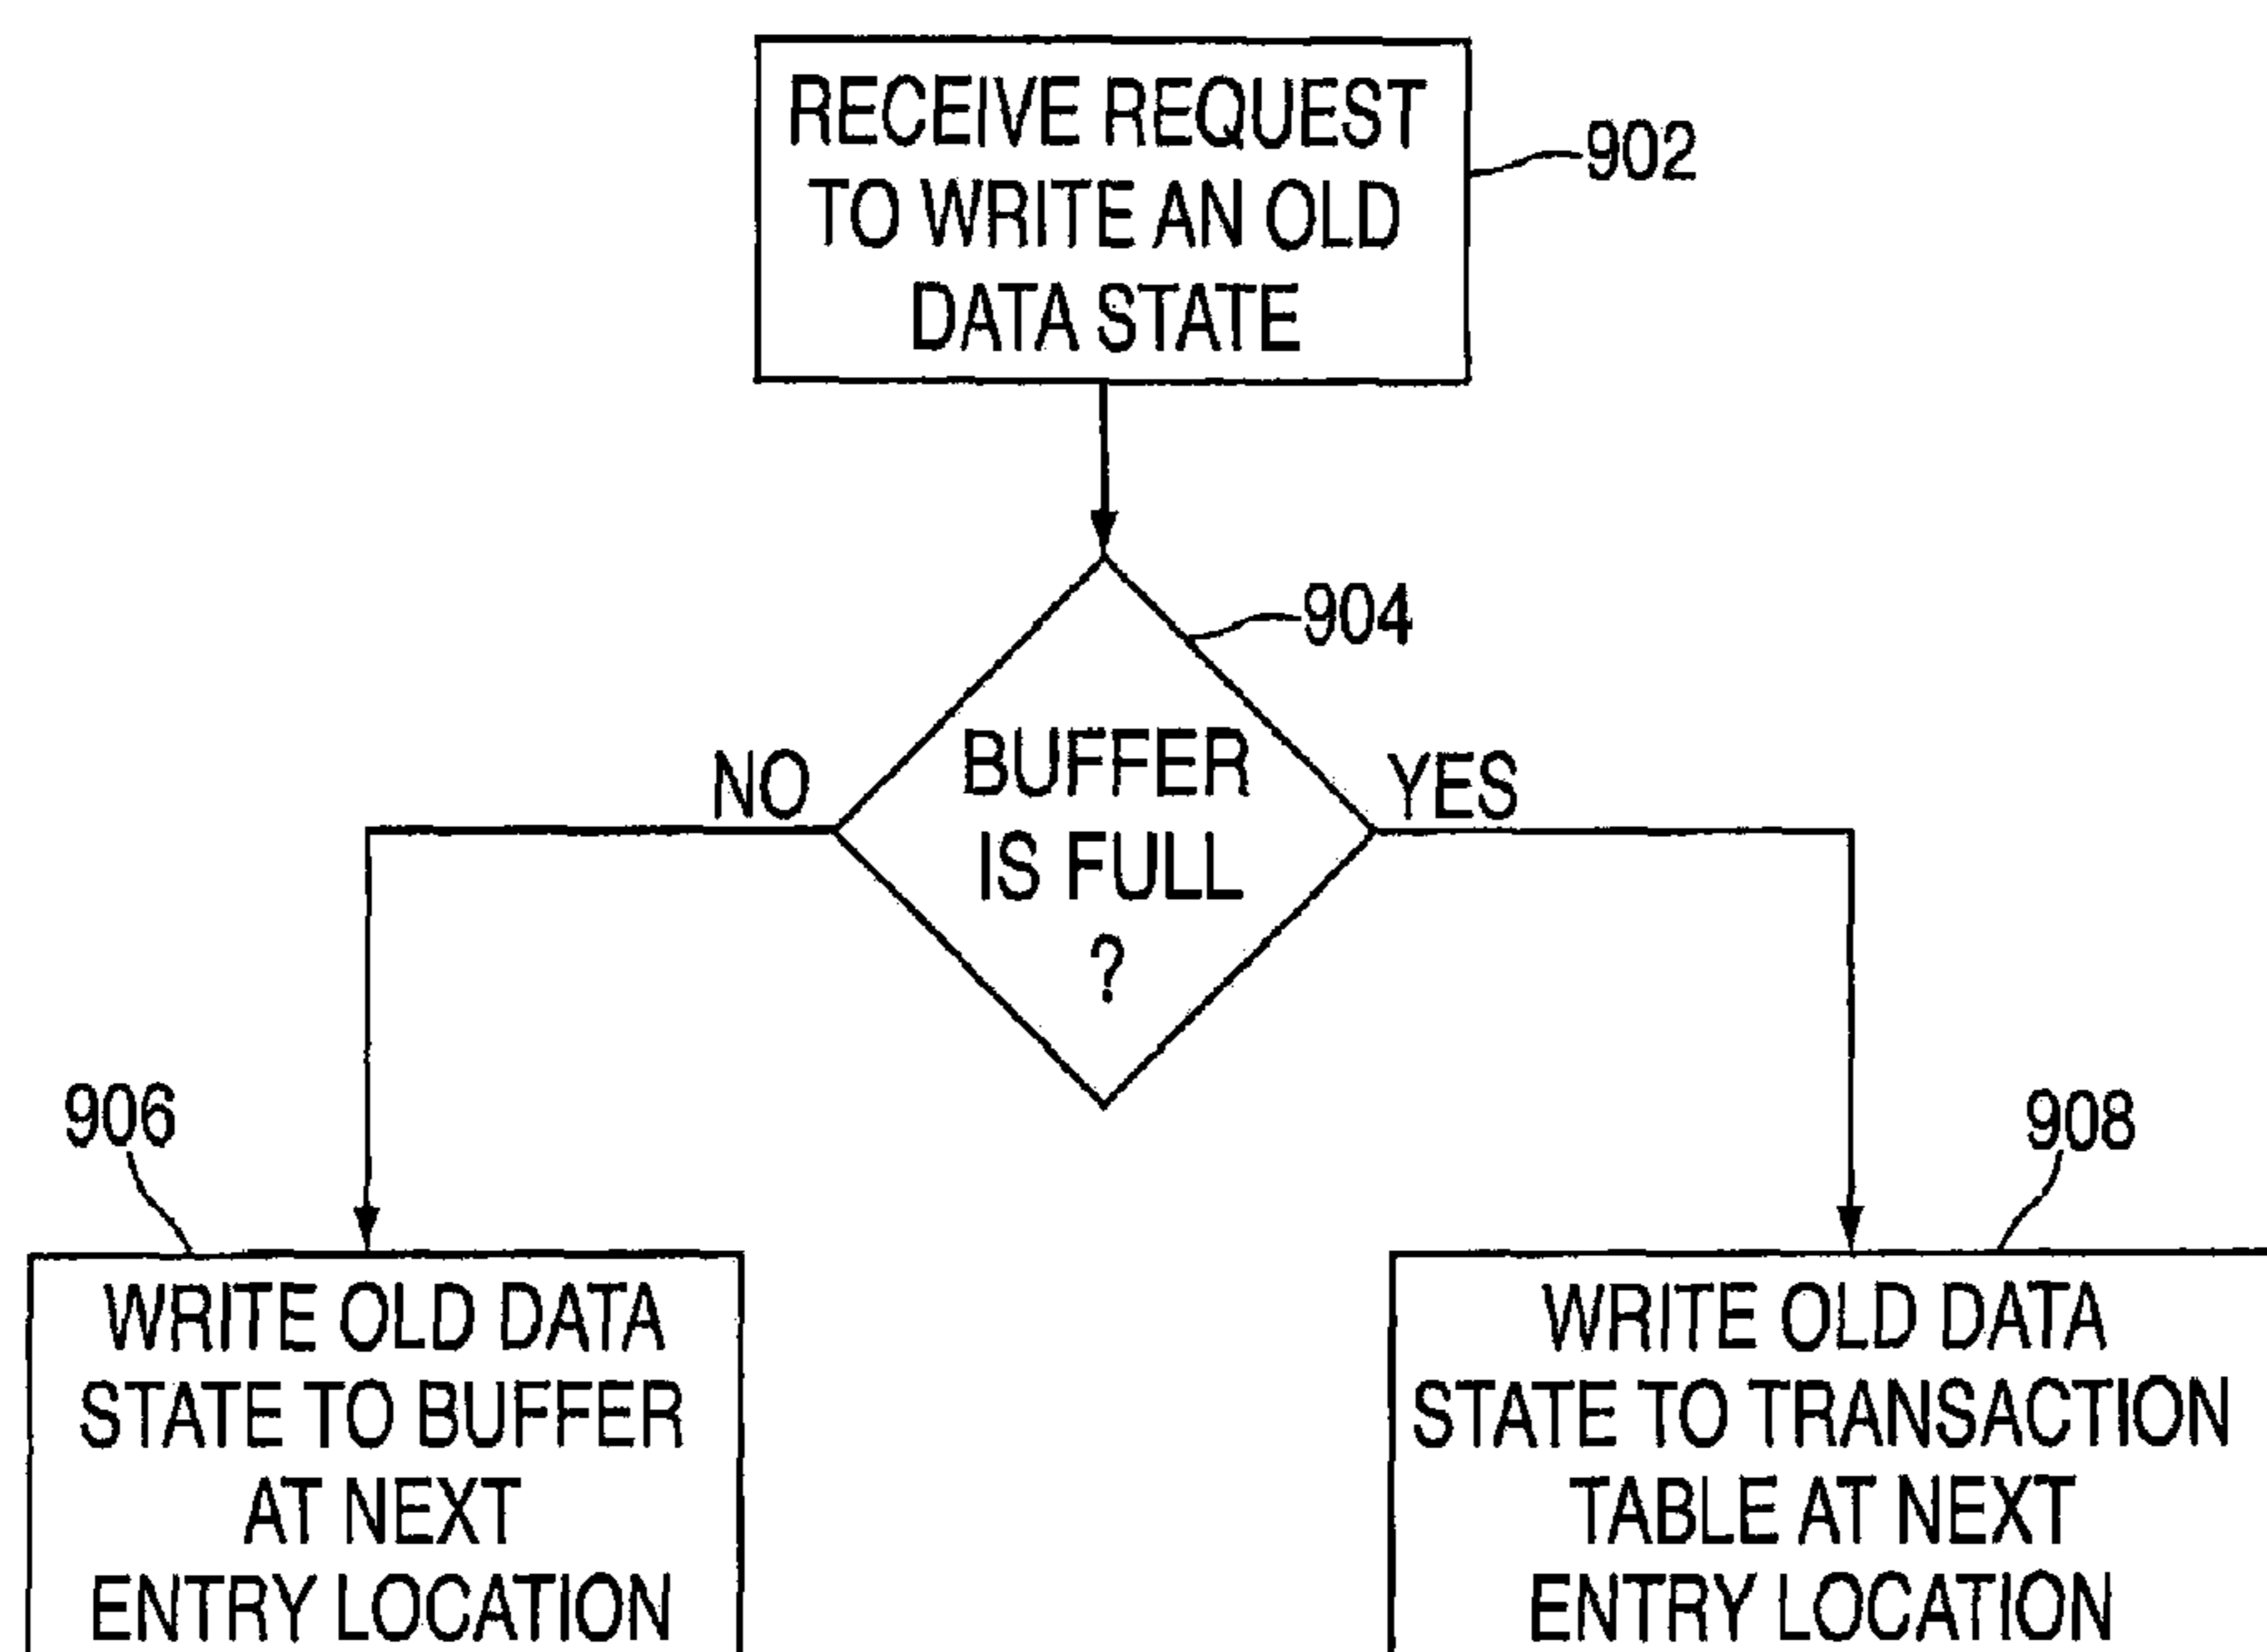 RECEIVE REQUEST
TO WRITE AN OLD
DATA STATE
902
904
BUFFER
IS FULL
?
NO
YES
906
908
WRITE OLD DATA
STATE TO BUFFER
AT NEXT
ENTRY LOCATION
WRITE OLD DATA
STATE TO TRANSACTION
TABLE AT NEXT
ENTRY LOCATION